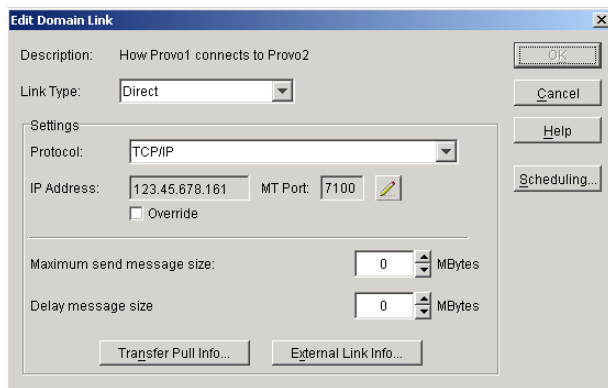 Edit Domain Link
Description: How Provo1 connects to Provo2
OK
Link Type: Direct
Cancel
Settings
Help
Protocol: TCP/IP
IP Address: 123.45.678.161 MT Port: 7100
Scheduling...
Override
Maximum send message size: 0 MBytes
Delay message size 0 MBytes
Transfer Pull Info... External Link Info...